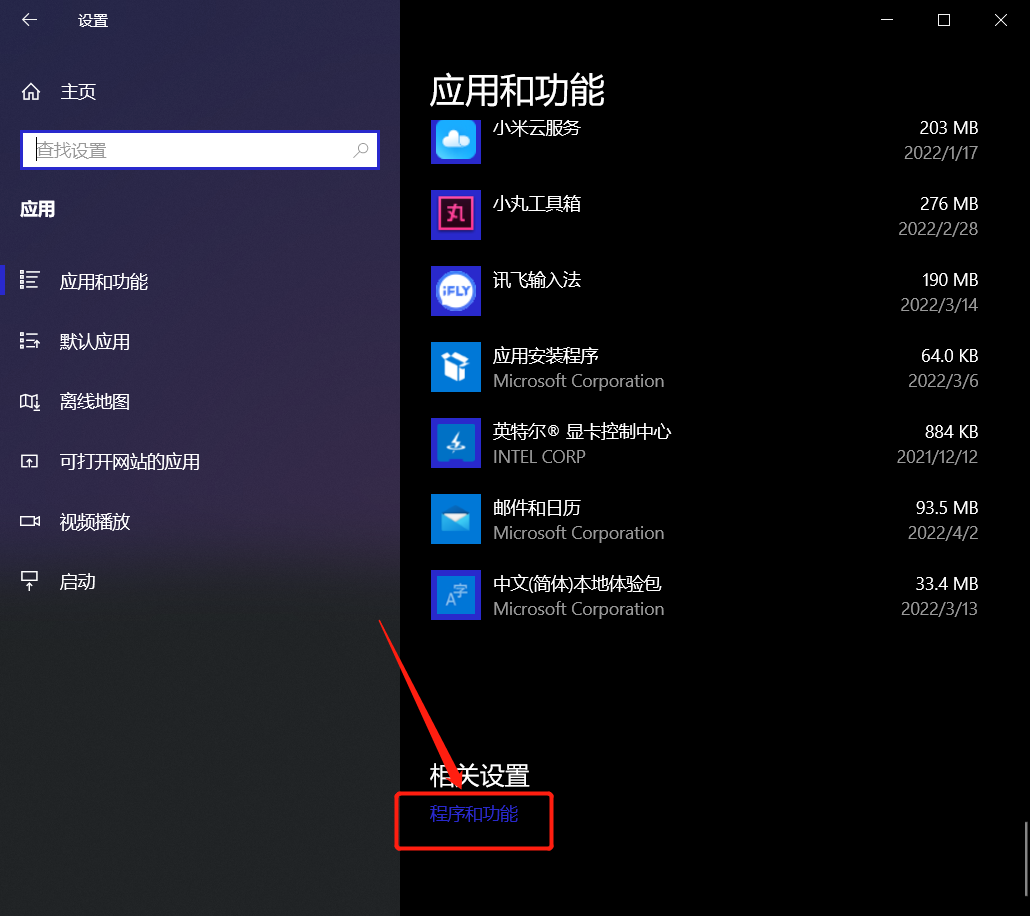 设置
主页
查找设置
应用
应用和功能
默认应用
离线地图
可打开网站的应用
视频播放
启动
应用和功能
小米云服务 203 MB
2022/1/17
丸 小丸工具箱 276 MB
2022/2/28
iFLY 讯飞输入法 190 MB
2022/3/14
应用安装程序 64.0 KB
Microsoft Corporation 2022/3/6
英特尔® 显卡控制中心 884 KB
INTEL CORP 2021/12/12
邮件和日历 93.5 MB
Microsoft Corporation 2022/4/2
A字 中文(简体)本地体验包 33.4 MB
Microsoft Corporation 2022/3/13
相关设置
程序和功能